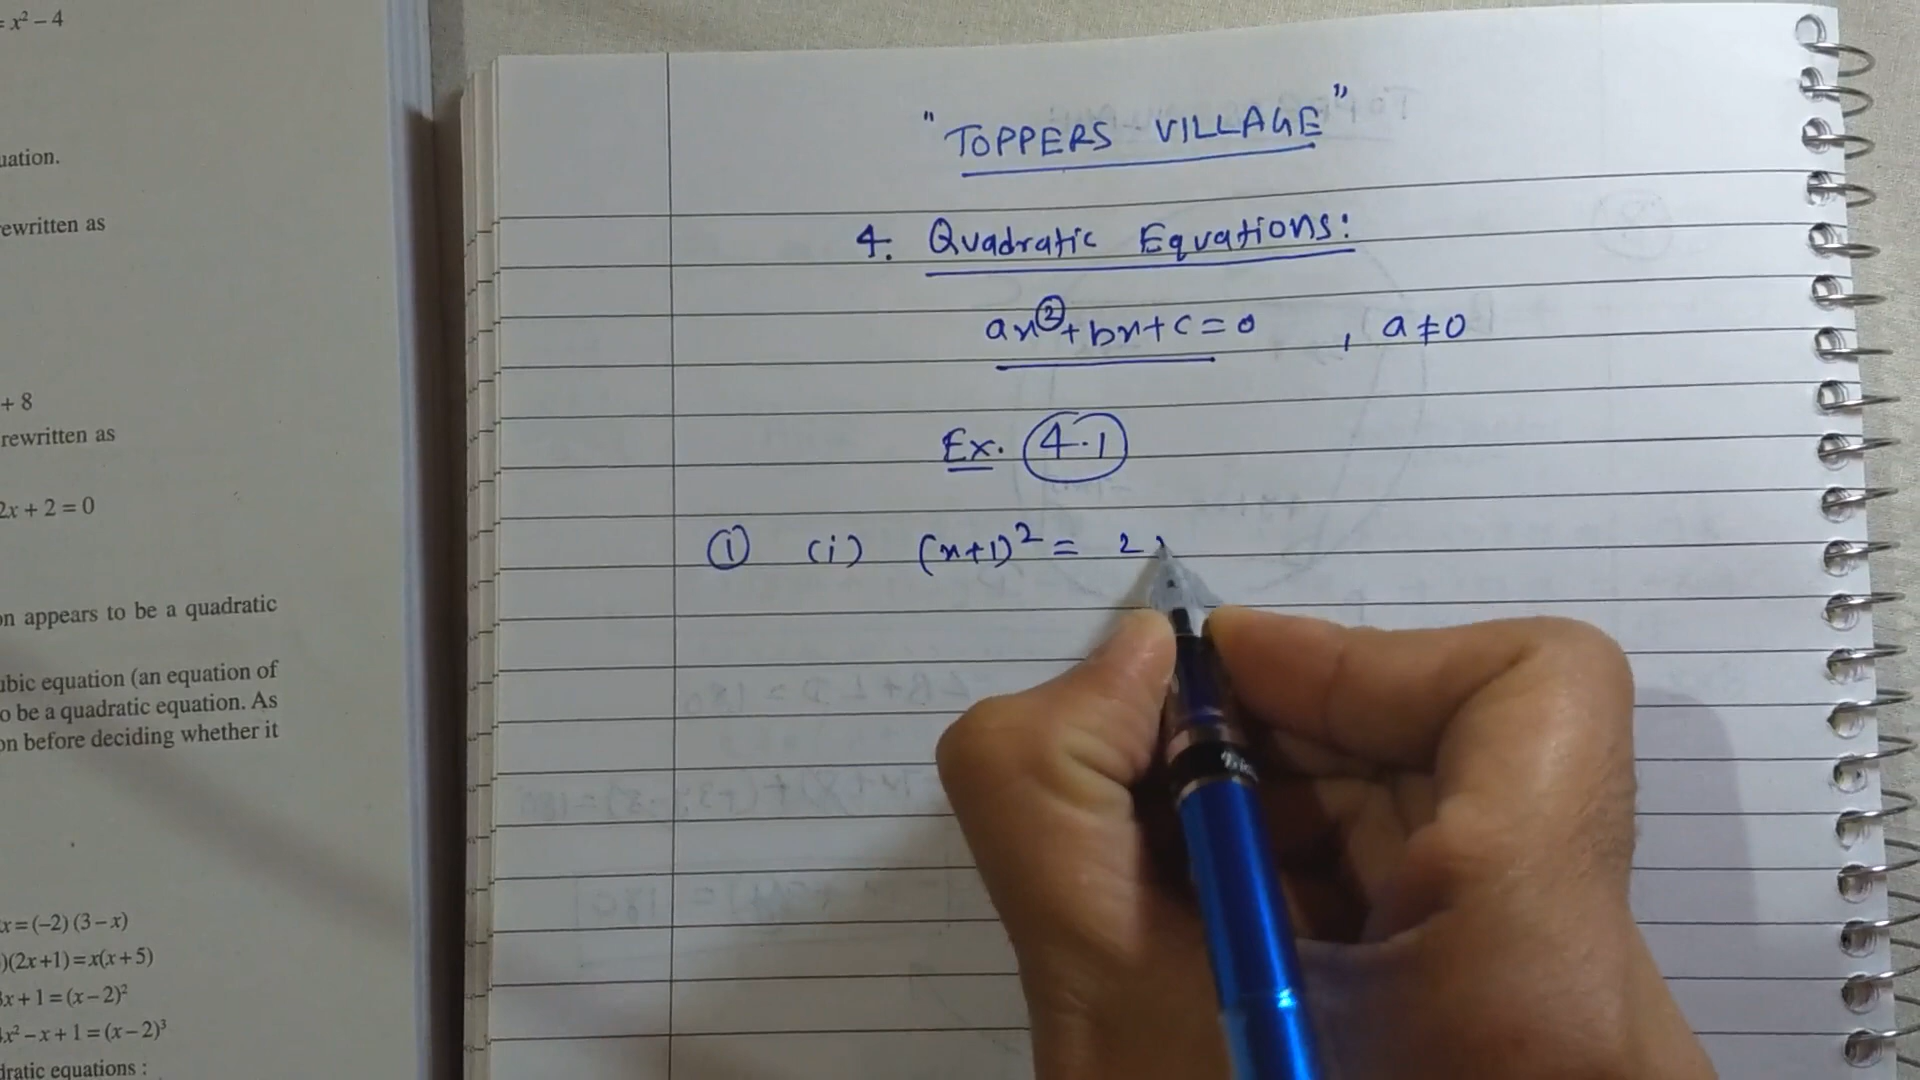 = x² – 4
uation.
ewritten as
+ 8
rewritten as
2x + 2 = 0
on appears to be a quadratic
ubic equation (an equation of
o be a quadratic equation. As
on before deciding whether it
x = (–2) (3 – x)
)(2x+1) = x(x + 5)
x + 1 = (x – 2)²
x² – x + 1 = (x – 2)³
dratic equations :
"TOPPERS VILLAGE"
4. Quadratic Equations:
ax²+bx+c=0 , a≠0
Ex. 4.1
① (i) (x+1)² = 2